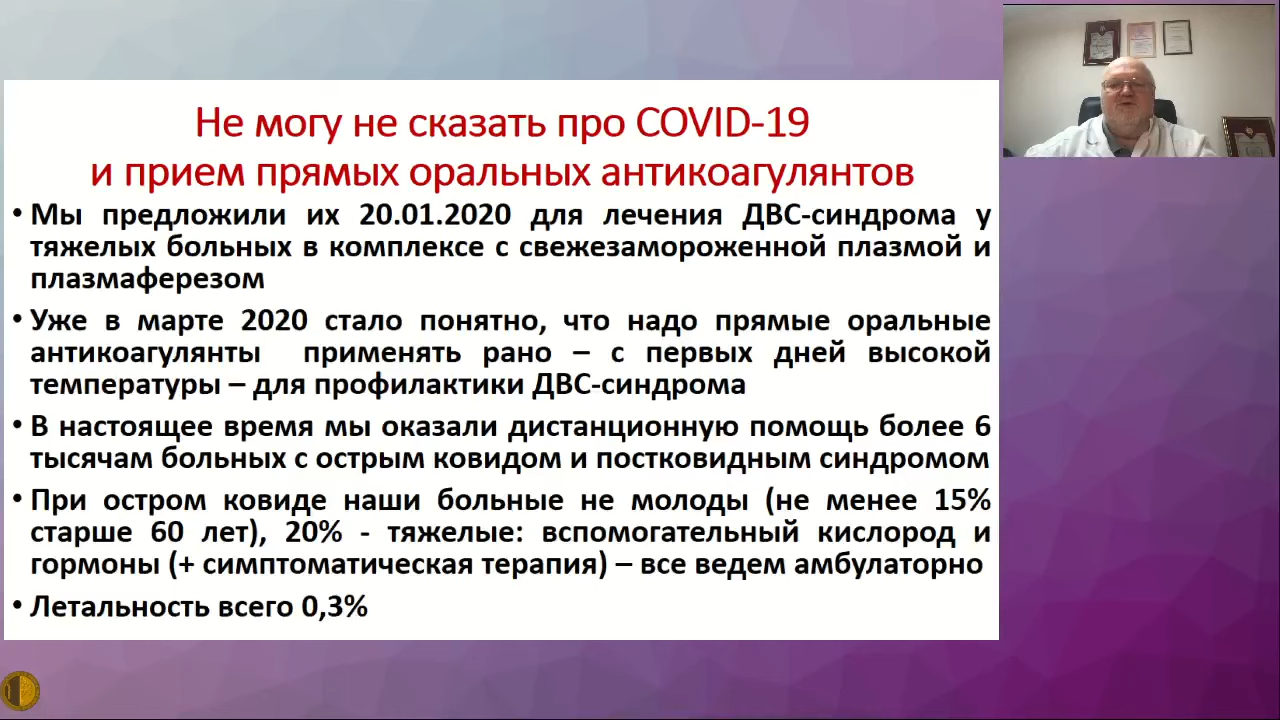 Не могу не сказать про COVID-19
и прием прямых оральных антикоагулянтов
• Мы предложили их 20.01.2020 для лечения ДВС-синдрома у
тяжелых больных в комплексе с свежезамороженной плазмой и
плазмаферезом
• Уже в марте 2020 стало понятно, что надо прямые оральные
антикоагулянты применять рано – с первых дней высокой
температуры – для профилактики ДВС-синдрома
• В настоящее время мы оказали дистанционную помощь более 6
тысячам больных с острым ковидом и постковидным синдромом
• При остром ковиде наши больные не молоды (не менее 15%
старше 60 лет), 20% - тяжелые: вспомогательный кислород и
гормоны (+ симптоматическая терапия) – все ведем амбулаторно
• Летальность всего 0,3%